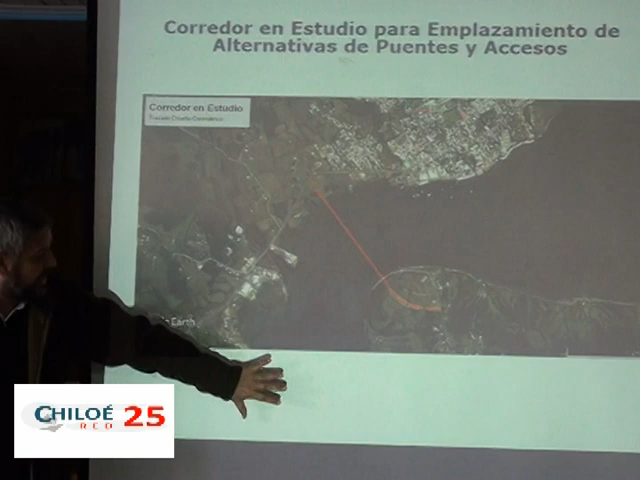 Corredor en Estudio para Emplazamiento de
Alternativas de Puentes y Accesos
Corredor en Estudio
Earth
CHILOÉ 25
RED